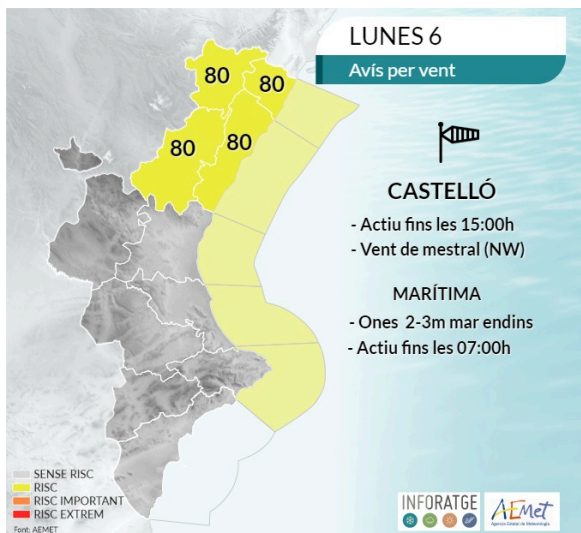 LUNES 6
Avís per vent
80
80
80
80
CASTELLÓ
- Actiu fins les 15:00h
- Vent de mestral (NW)
MARÍTIMA
- Ones 2-3m mar endins
- Actiu fins les 07:00h
SENSE RISC
RISC
RISC IMPORTANT
RISC EXTREM
Font: AEMET
INFORATGE
AEMet
Agencia Estatal de Meteorología